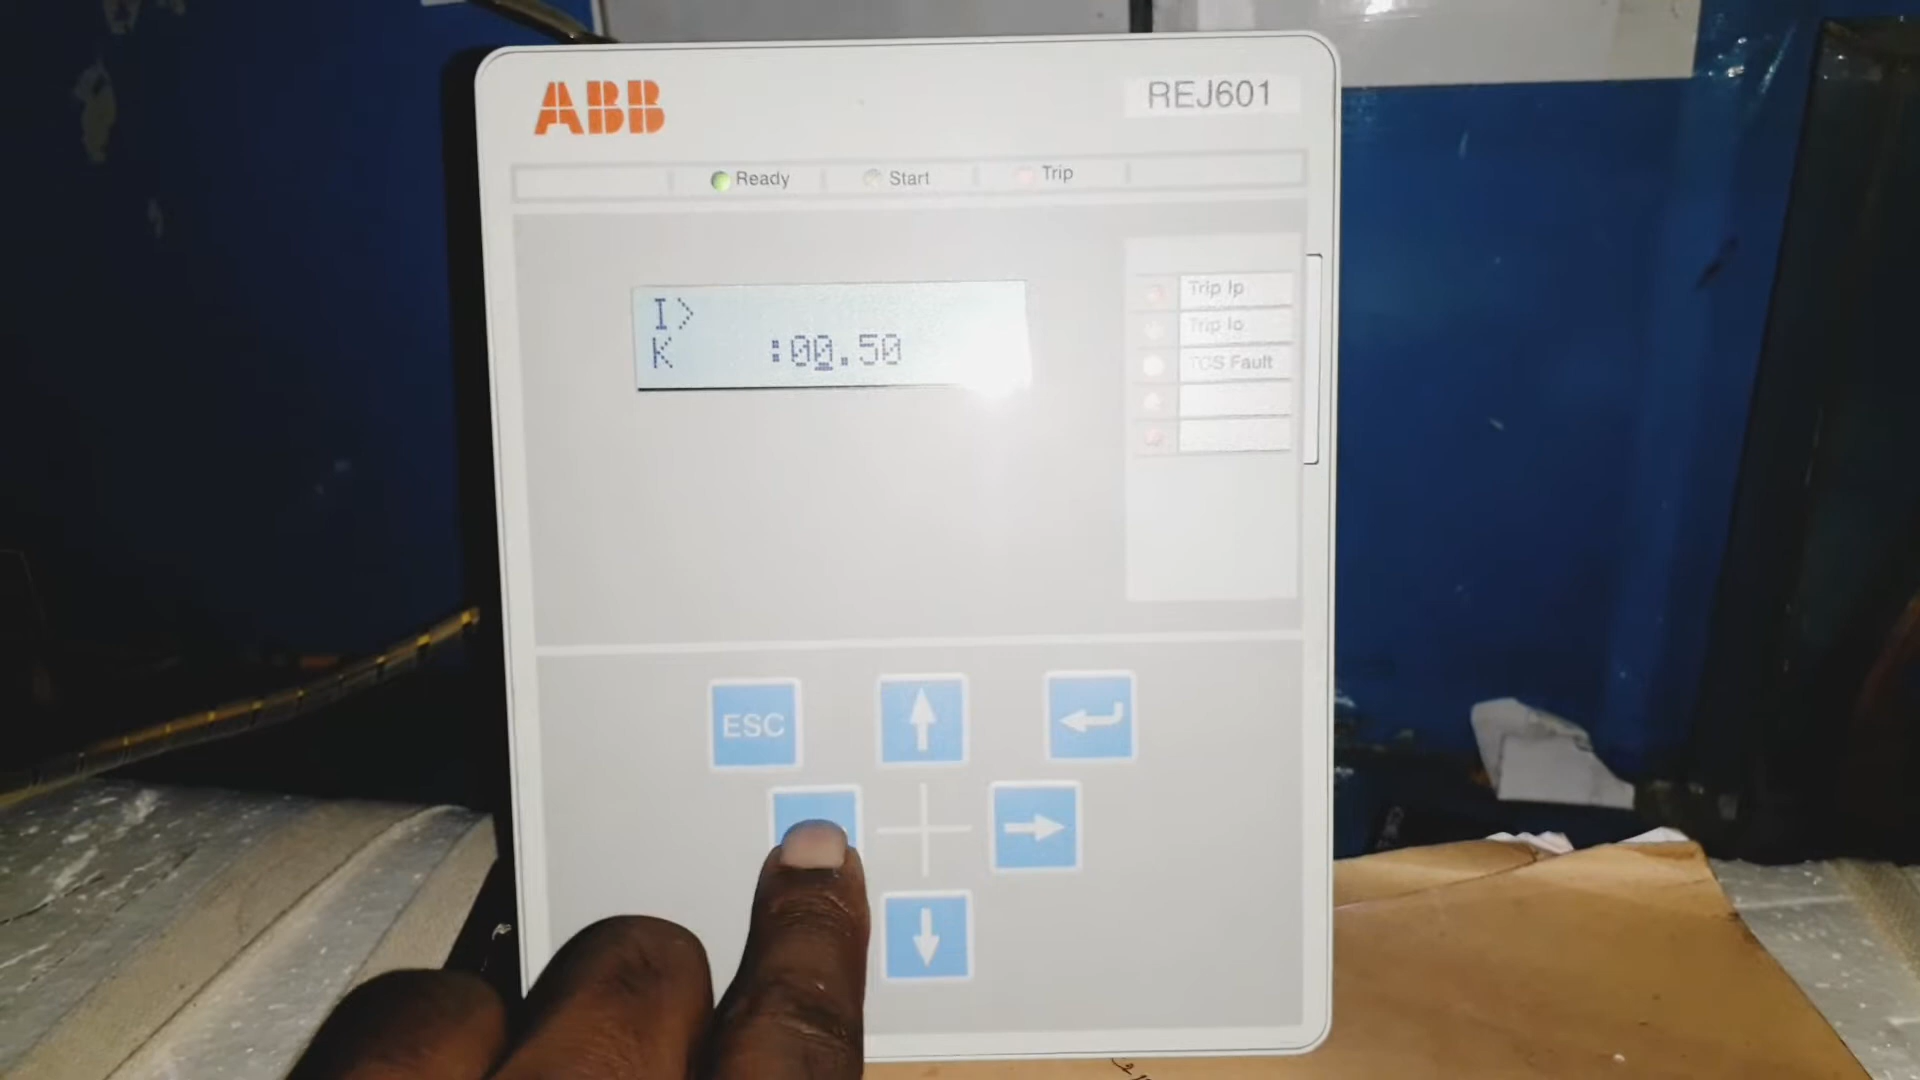 ABB
REJ601
Ready
Start
Trip
I>
K :00.50
Trip Ip
Trip Io
TCS Fault
ESC